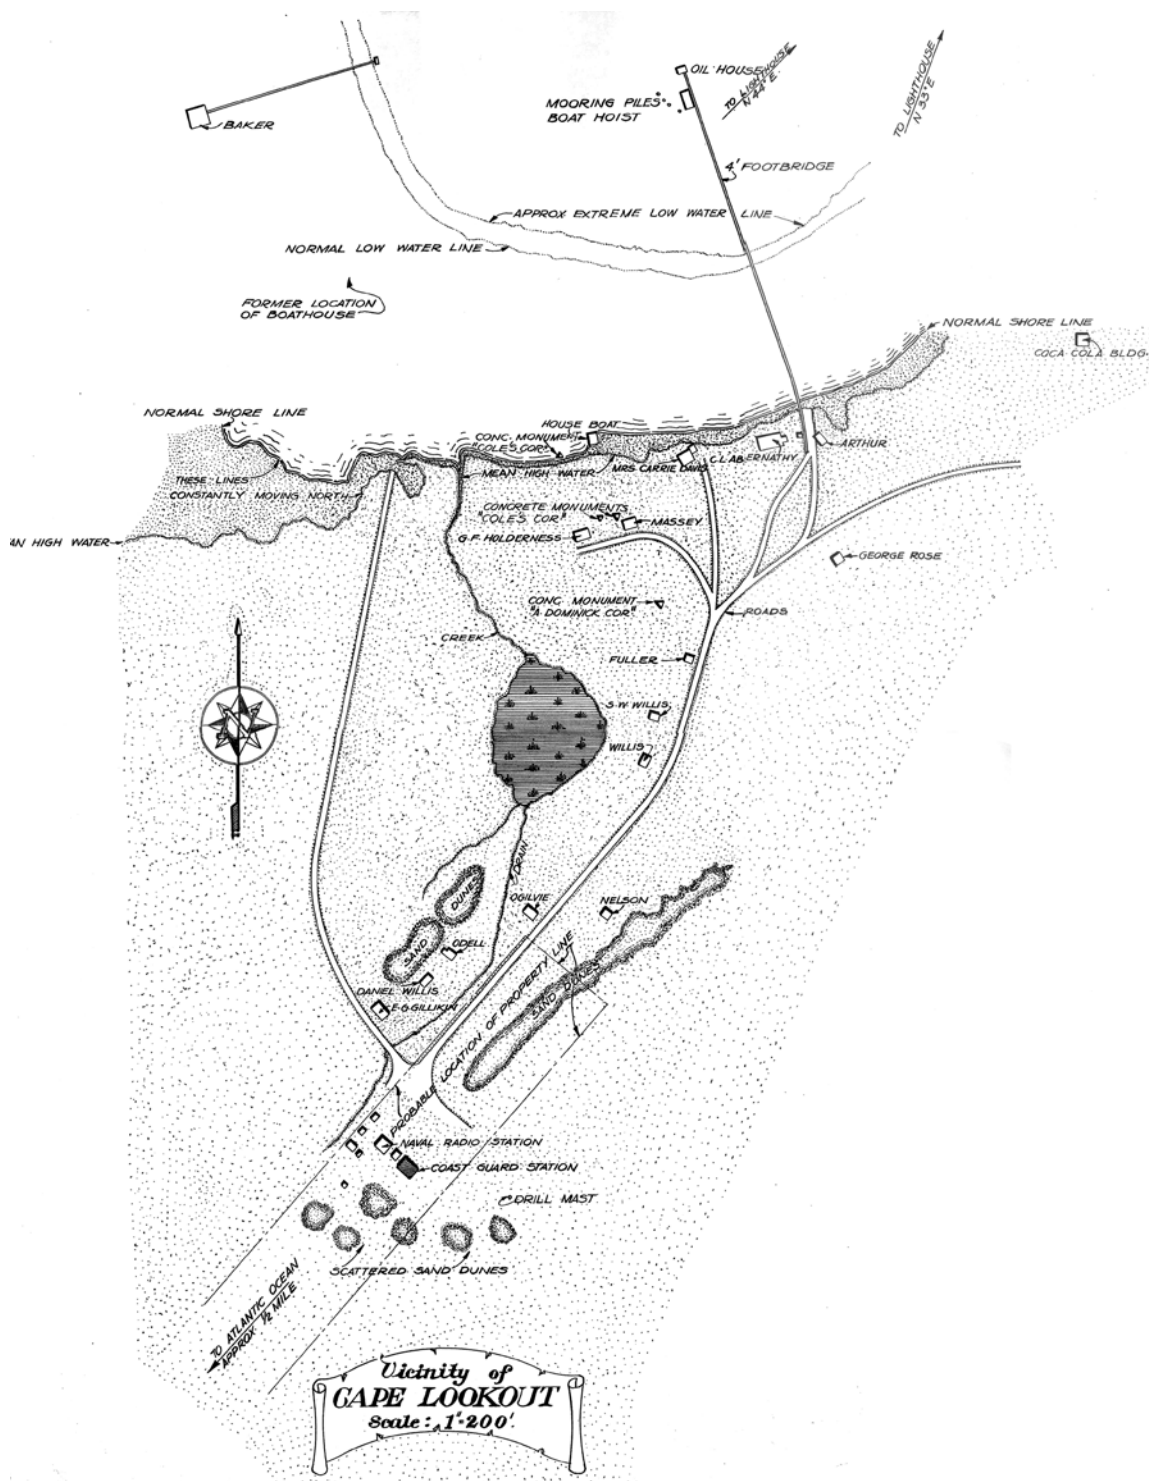 OIL HOUSE
TO LIGHTHOUSE
N 44° E.
TO LIGHTHOUSE
N 33° E
MOORING PILES
BOAT HOIST
BAKER
4' FOOTBRIDGE
APPROX EXTREME LOW WATER LINE
NORMAL LOW WATER LINE
FORMER LOCATION
OF BOATHOUSE
NORMAL SHORE LINE
COCA COLA BLDG.
NORMAL SHORE LINE
HOUSE BOAT
CONC. MONUMENT
"COLE'S COR."
ARTHUR
C.L. ABERNATHY
MEAN HIGH WATER
MRS CARRIE DAVIS
THESE LINES
CONSTANTLY MOVING NORTH
CONCRETE MONUMENTS
"COLE'S COR."
MASSEY
G.F. HOLDERNESS
AN HIGH WATER
GEORGE ROSE
CONC. MONUMENT
"A. DOMINICK COR."
ROADS
CREEK
FULLER
S.W. WILLIS
WILLIS
DRAIN
SAND DUNES
OGILVIE
NELSON
ODELL
DANIEL WILLIS
E.G. GILLIKIN
SAND DUNES
PROBABLE LOCATION OF PROPERTY LINE
NAVAL RADIO STATION
COAST GUARD STATION
DRILL MAST
SCATTERED SAND DUNES
TO ATLANTIC OCEAN
APPROX. 1/2 MILE
Vicinity of
CAPE LOOKOUT
Scale: 1"=200'.